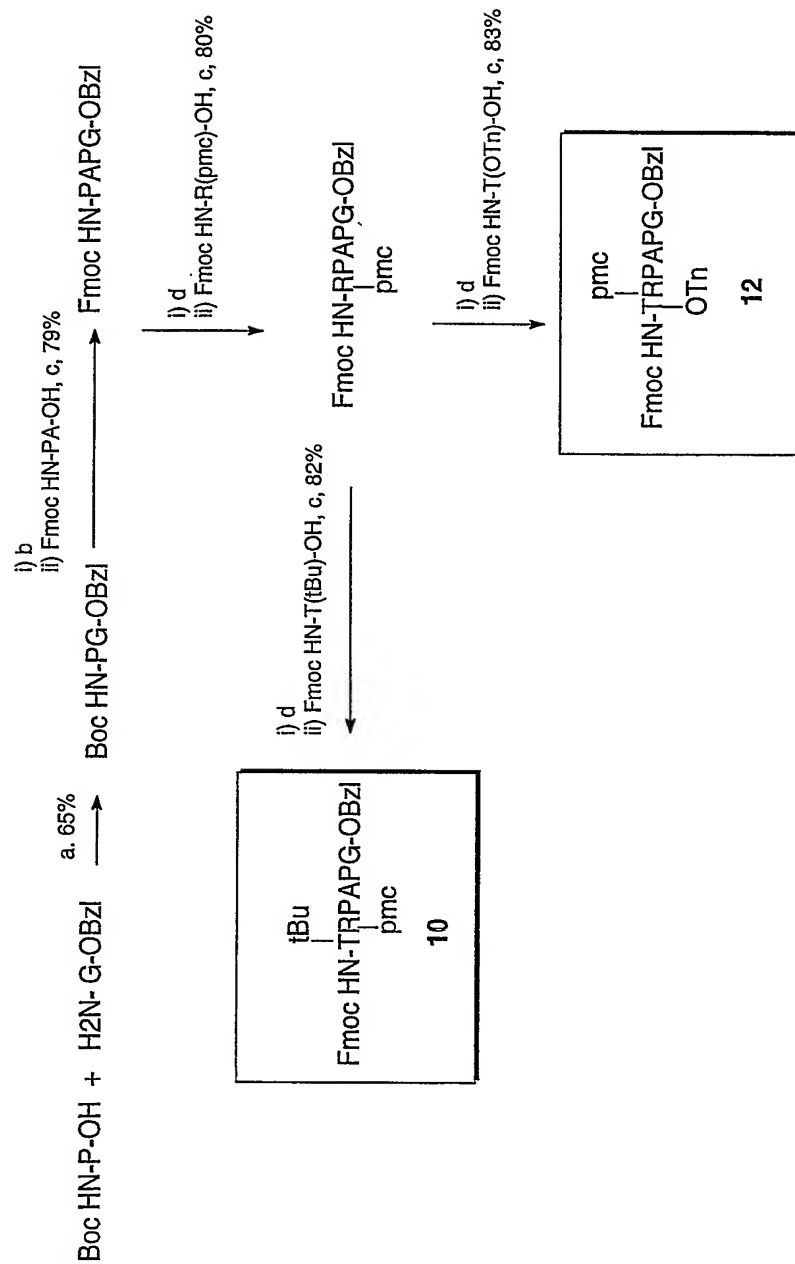 Boc HN-P-OH + H2N- G-OBzl
a. 65%
Boc HN-PG-OBzl
i) b
ii) Fmoc HN-PA-OH, c, 79%
Fmoc HN-PAPG-OBzl
i) d
ii) Fmoc HN-R(pmc)-OH, c, 80%
Fmoc HN-RPAPG-OBzl
pmc
i) d
ii) Fmoc HN-T(tBu)-OH, c, 82%
i) d
ii) Fmoc HN-T(OTn)-OH, c, 83%
tBu
Fmoc HN-TRPAPG-OBzl
pmc
10
pmc
Fmoc HN-TRPAPG-OBzl
OTn
12